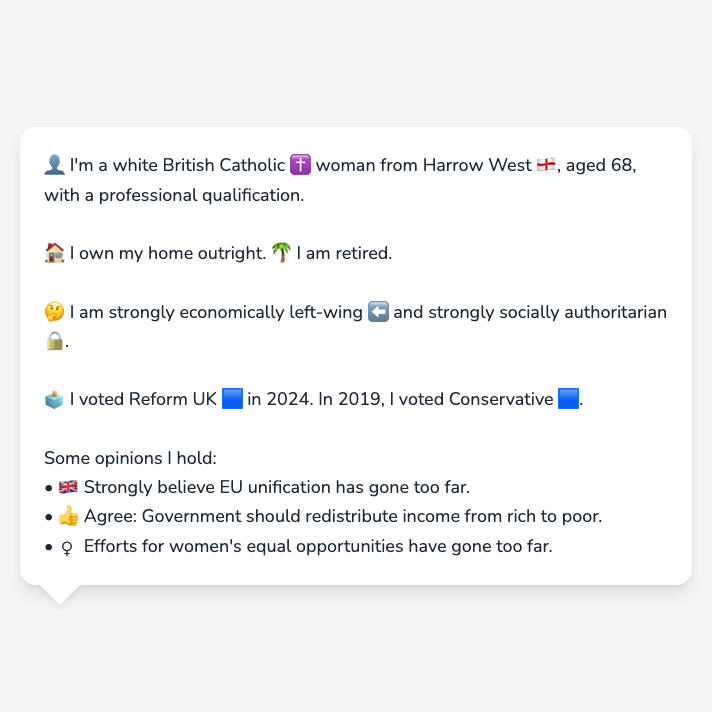 👤 I'm a white British Catholic ✝️ woman from Harrow West 🏴󠁧󠁢󠁥󠁮󠁧󠁿, aged 68,
with a professional qualification.
🏠 I own my home outright. 🌴 I am retired.
🤔 I am strongly economically left-wing ⬅️ and strongly socially authoritarian
🔒.
🗳️ I voted Reform UK 🟦 in 2024. In 2019, I voted Conservative 🟦.
Some opinions I hold:
• 🇬🇧 Strongly believe EU unification has gone too far.
• 👍 Agree: Government should redistribute income from rich to poor.
• ♀ Efforts for women's equal opportunities have gone too far.